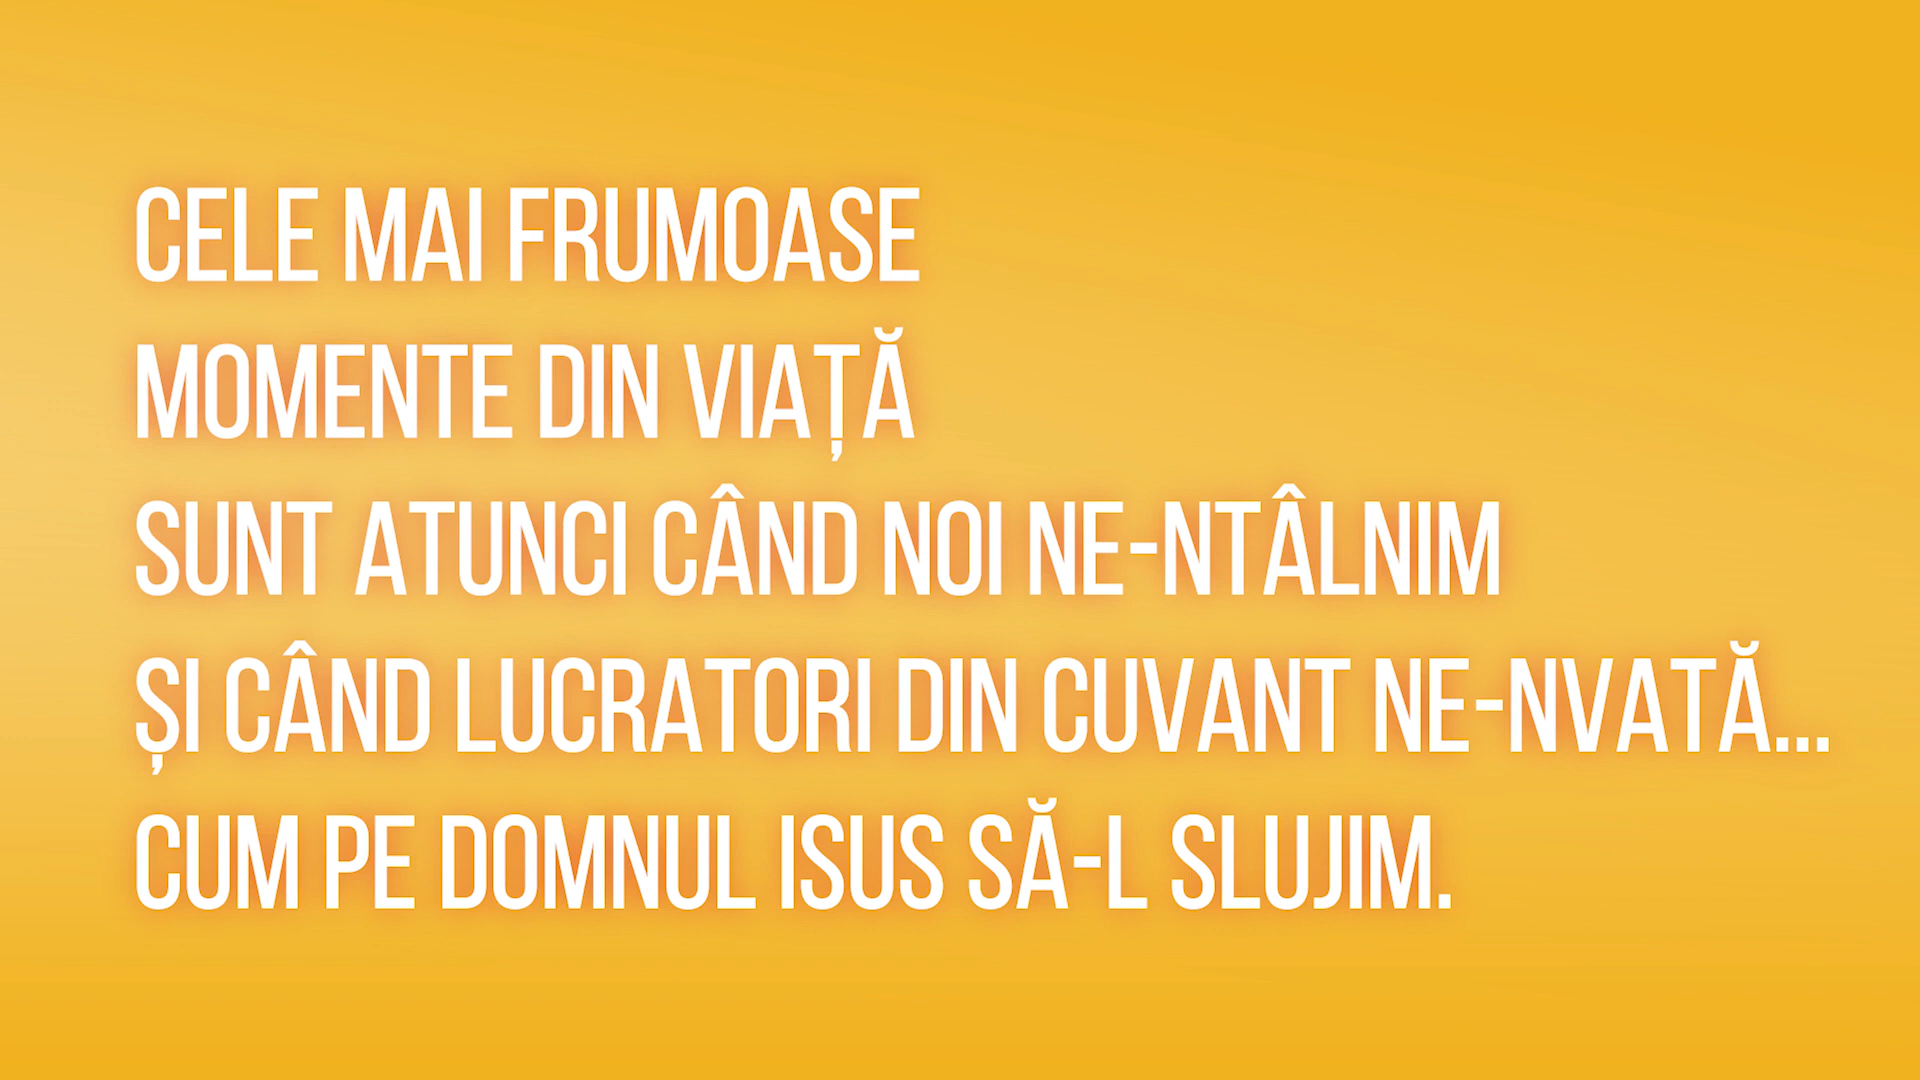 CELE MAI FRUMOASE
MOMENTE DIN VIAȚĂ
SUNT ATUNCI CÂND NOI NE-NTÂLNIM
ȘI CÂND LUCRATORI DIN CUVANT NE-NVATĂ...
CUM PE DOMNUL ISUS SĂ-L SLUJIM.